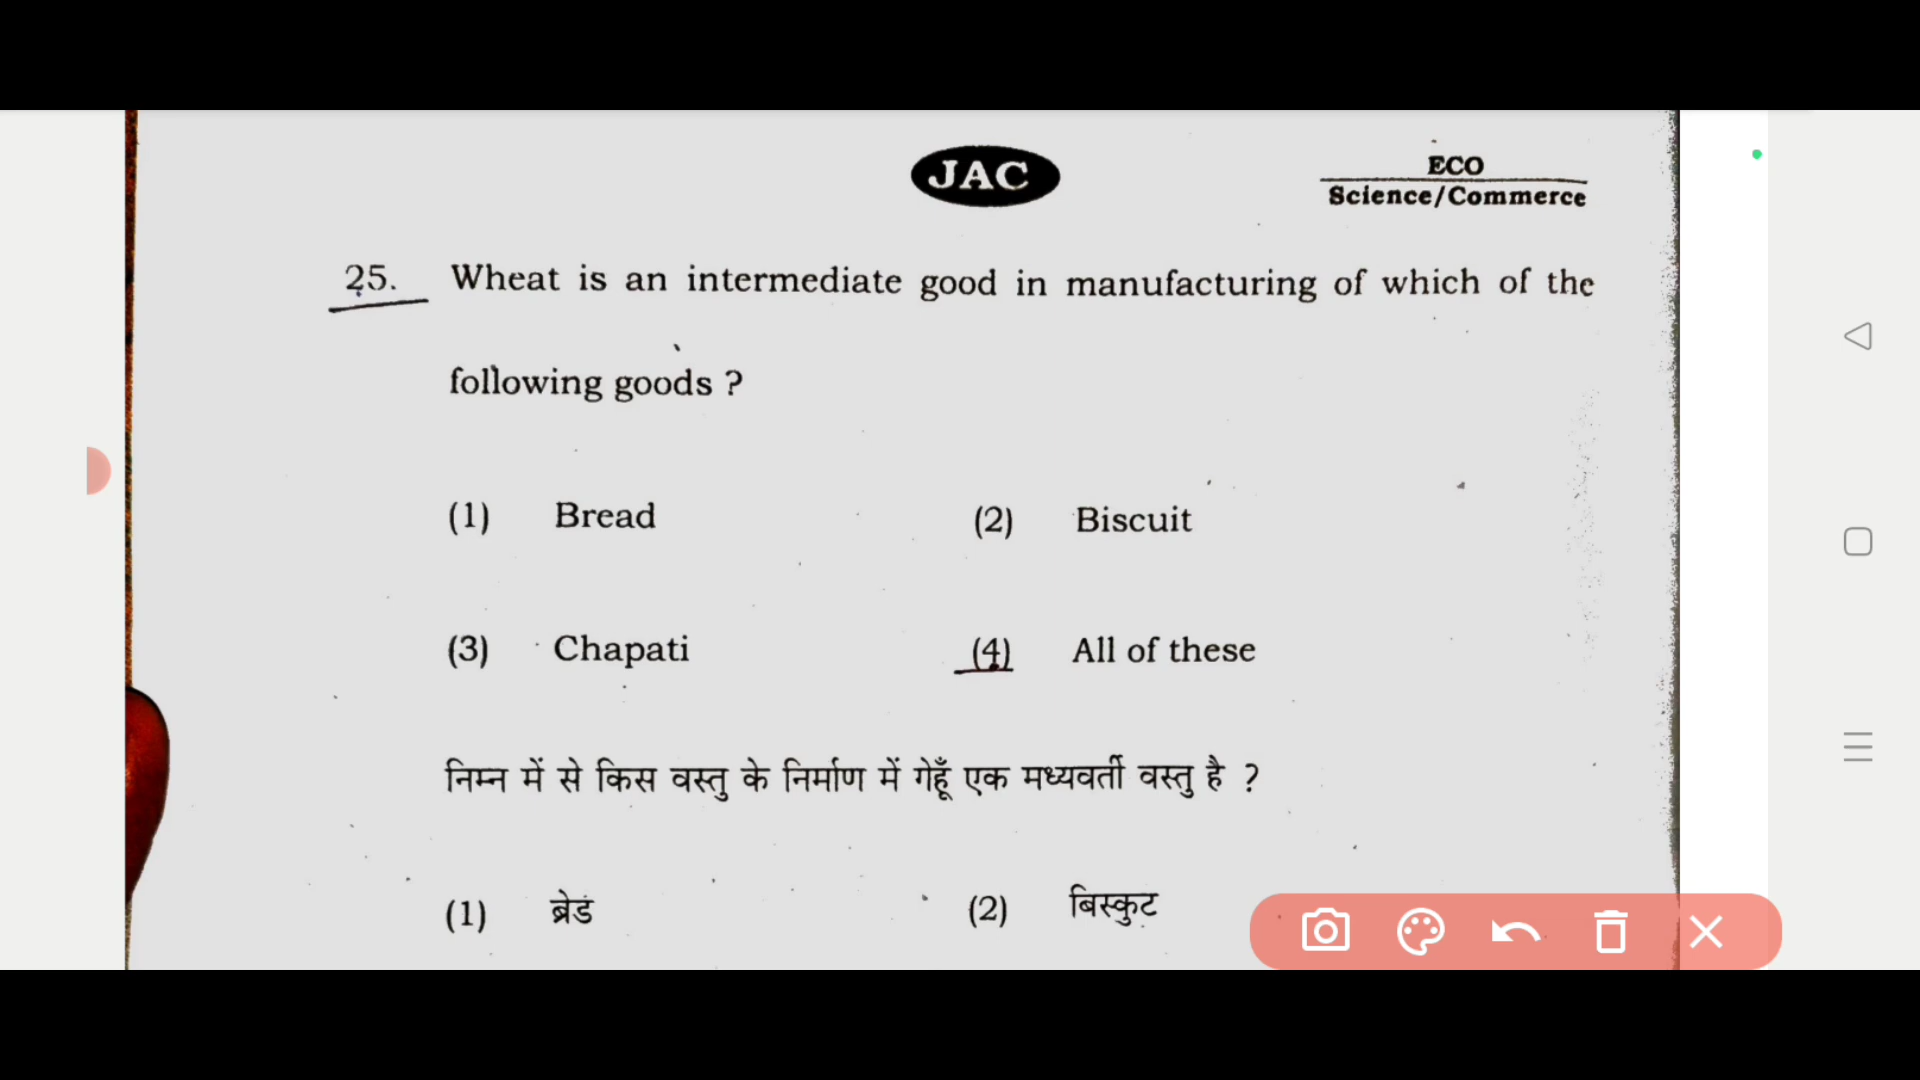 JAC
ECO
Science/Commerce
25. Wheat is an intermediate good in manufacturing of which of the
following goods ?
(1) Bread (2) Biscuit
(3) Chapati (4) All of these
निम्न में से किस वस्तु के निर्माण में गेहूँ एक मध्यवर्ती वस्तु है ?
(1) ब्रेड (2) बिस्कुट